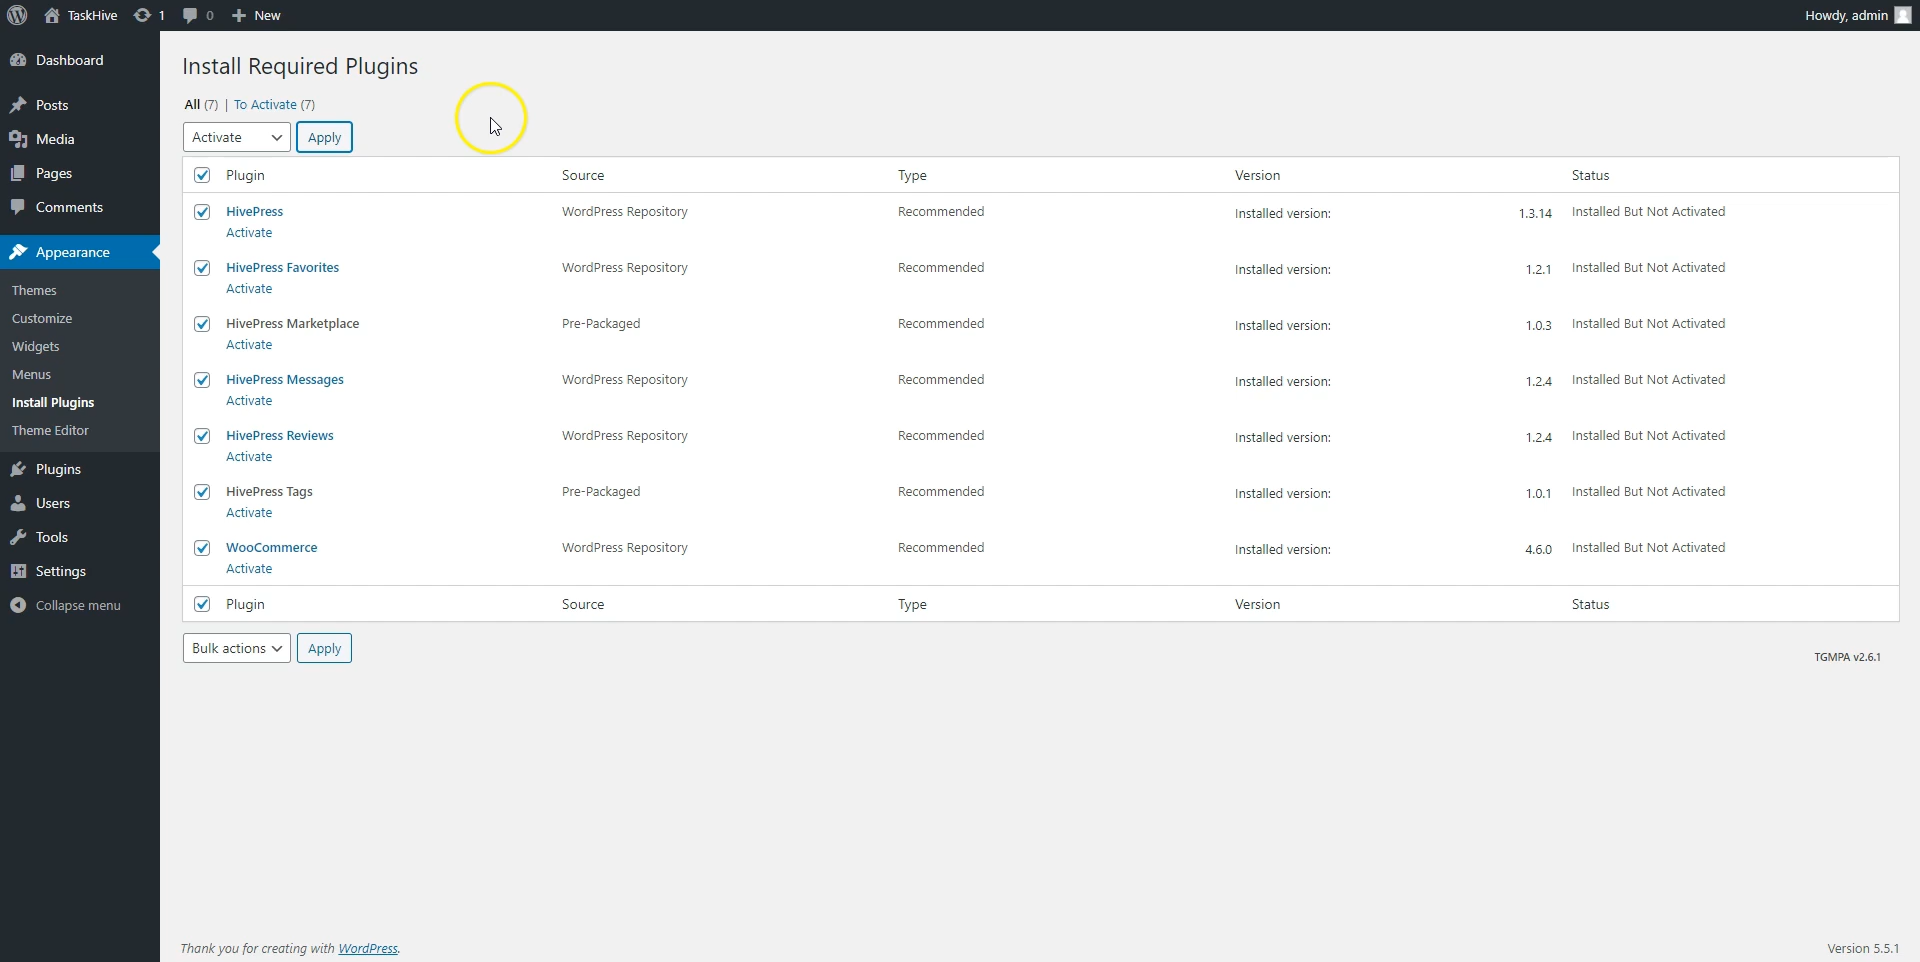 TaskHive 1 0 New Howdy, admin
Dashboard
Posts
Media
Pages
Comments
Appearance
Themes
Customize
Widgets
Menus
Install Plugins
Theme Editor
Plugins
Users
Tools
Settings
Collapse menu
Install Required Plugins
All (7) | To Activate (7)
Activate Apply
Plugin Source Type Version Status
HivePress WordPress Repository Recommended Installed version: 1.3.14 Installed But Not Activated
Activate
HivePress Favorites WordPress Repository Recommended Installed version: 1.2.1 Installed But Not Activated
Activate
HivePress Marketplace Pre-Packaged Recommended Installed version: 1.0.3 Installed But Not Activated
Activate
HivePress Messages WordPress Repository Recommended Installed version: 1.2.4 Installed But Not Activated
Activate
HivePress Reviews WordPress Repository Recommended Installed version: 1.2.4 Installed But Not Activated
Activate
HivePress Tags Pre-Packaged Recommended Installed version: 1.0.1 Installed But Not Activated
Activate
WooCommerce WordPress Repository Recommended Installed version: 4.6.0 Installed But Not Activated
Activate
Plugin Source Type Version Status
Bulk actions Apply
TGMPA v2.6.1
Thank you for creating with WordPress. Version 5.5.1